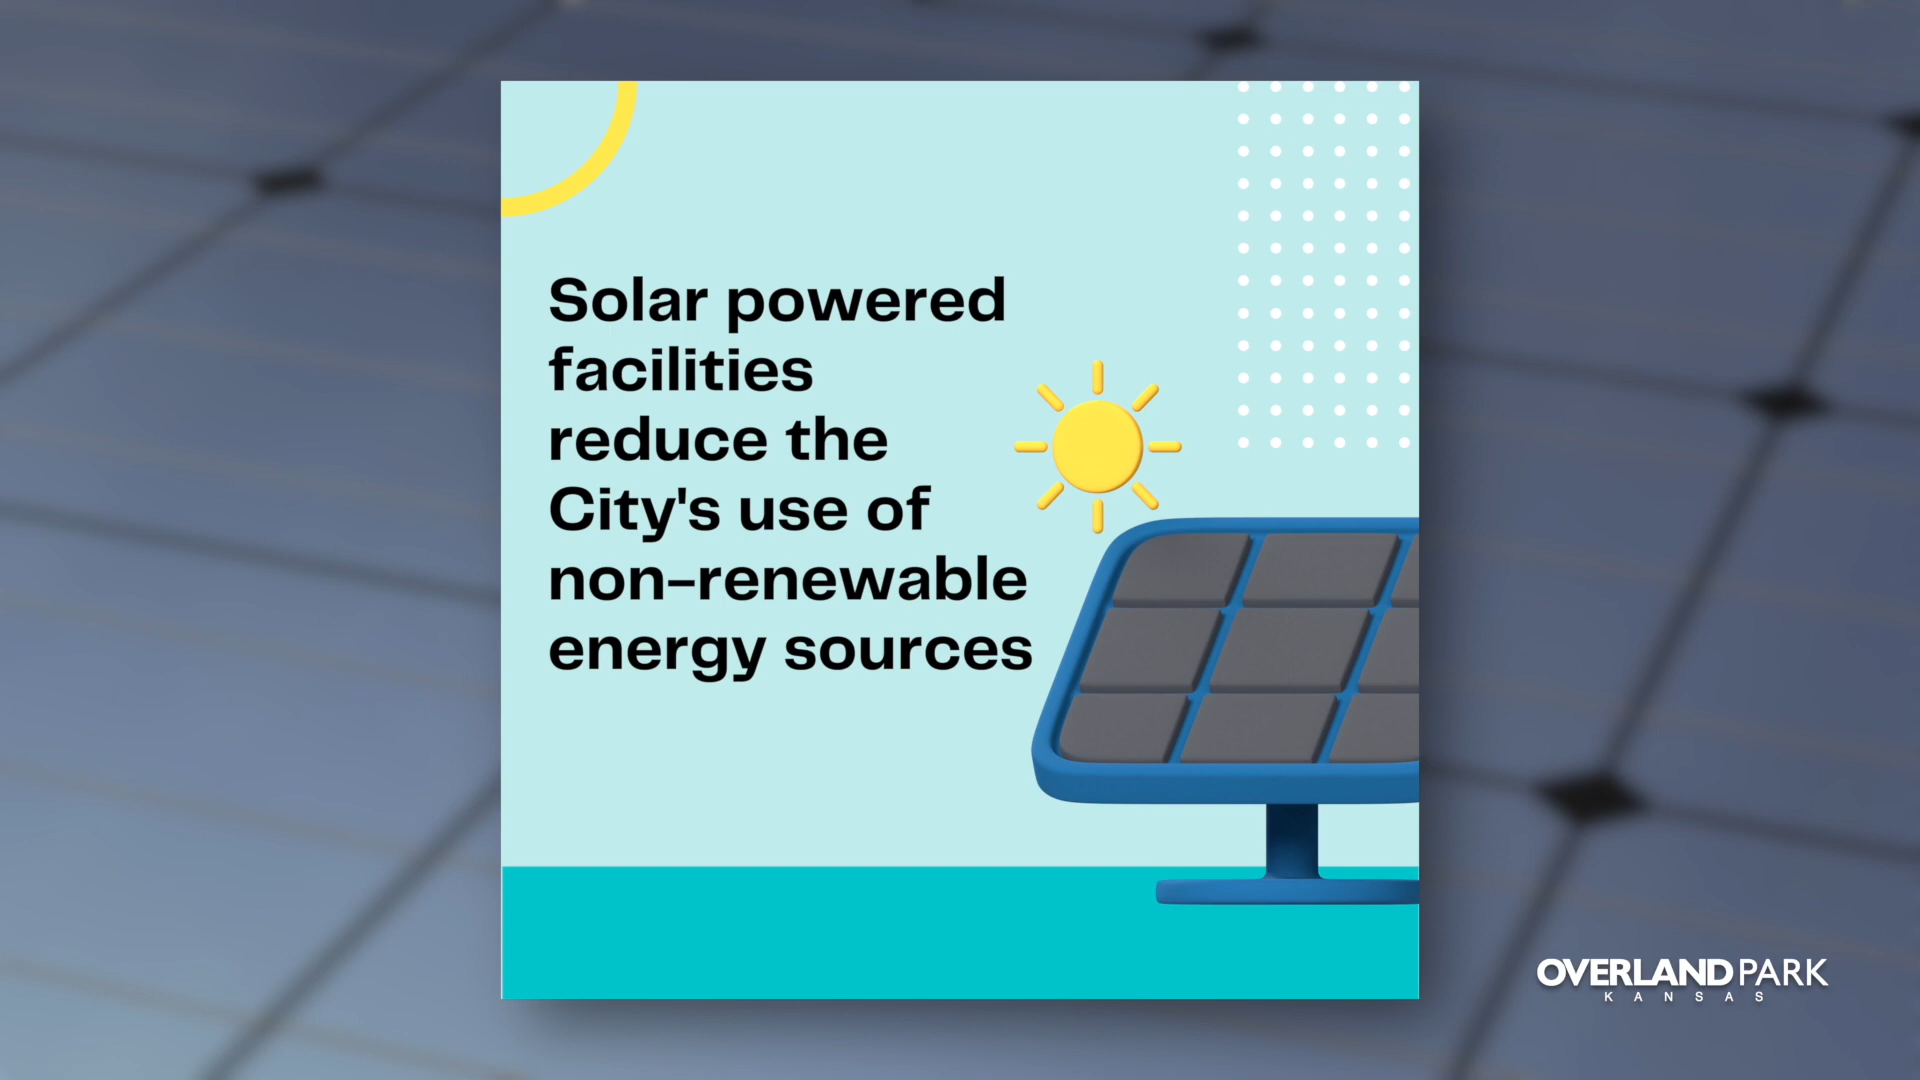 Solar powered
facilities
reduce the
City's use of
non-renewable
energy sources
OVERLAND PARK
KANSAS